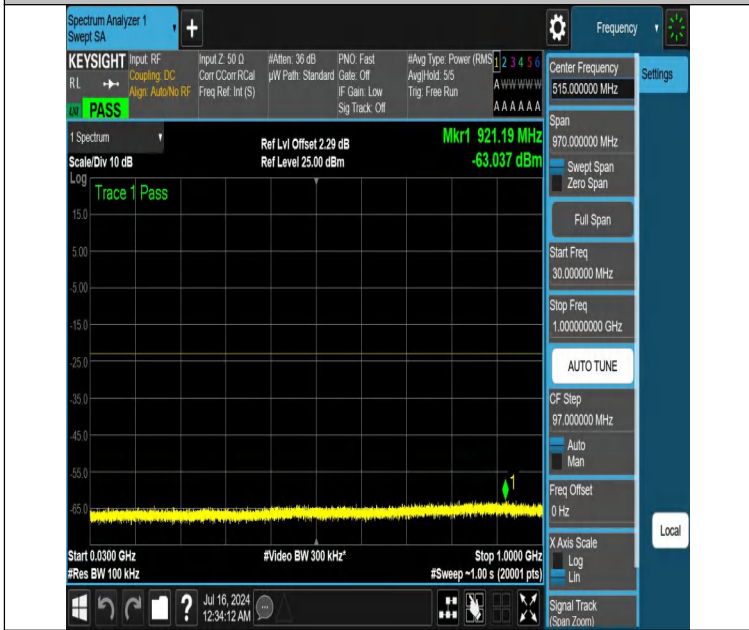 Spectrum Analyzer 1
Swept SA
+
Frequency
KEYSIGHT
RL
PASS
Input: RF
Coupling: DC
Align: Auto/No RF
Input Z: 50 Ω
Corr CCorr RCal
Freq Ref: Int (S)
#Atten: 36 dB
µW Path: Standard
PNO: Fast
Gate: Off
IF Gain: Low
Sig Track: Off
#Avg Type: Power (RMS
Avg|Hold: 5/5
Trig: Free Run
1 2 3 4 5 6
A W W W W W
A A A A A A
1 Spectrum
Scale/Div 10 dB
Ref Lvl Offset 2.29 dB
Ref Level 25.00 dBm
Mkr1 921.19 MHz
-63.037 dBm
Log
Trace 1 Pass
15.0
5.00
-5.00
-15.0
-25.0
-35.0
-45.0
-55.0
-65.0
1
Start 0.0300 GHz
#Res BW 100 kHz
#Video BW 300 kHz*
Stop 1.0000 GHz
#Sweep ~1.00 s (20001 pts)
Center Frequency
515.000000 MHz
Settings
Span
970.000000 MHz
Swept Span
Zero Span
Full Span
Start Freq
30.000000 MHz
Stop Freq
1.000000000 GHz
AUTO TUNE
CF Step
97.000000 MHz
Auto
Man
Freq Offset
0 Hz
X Axis Scale
Log
Lin
Local
Signal Track
(Span Zoom)
?
Jul 16, 2024
12:34:12 AM